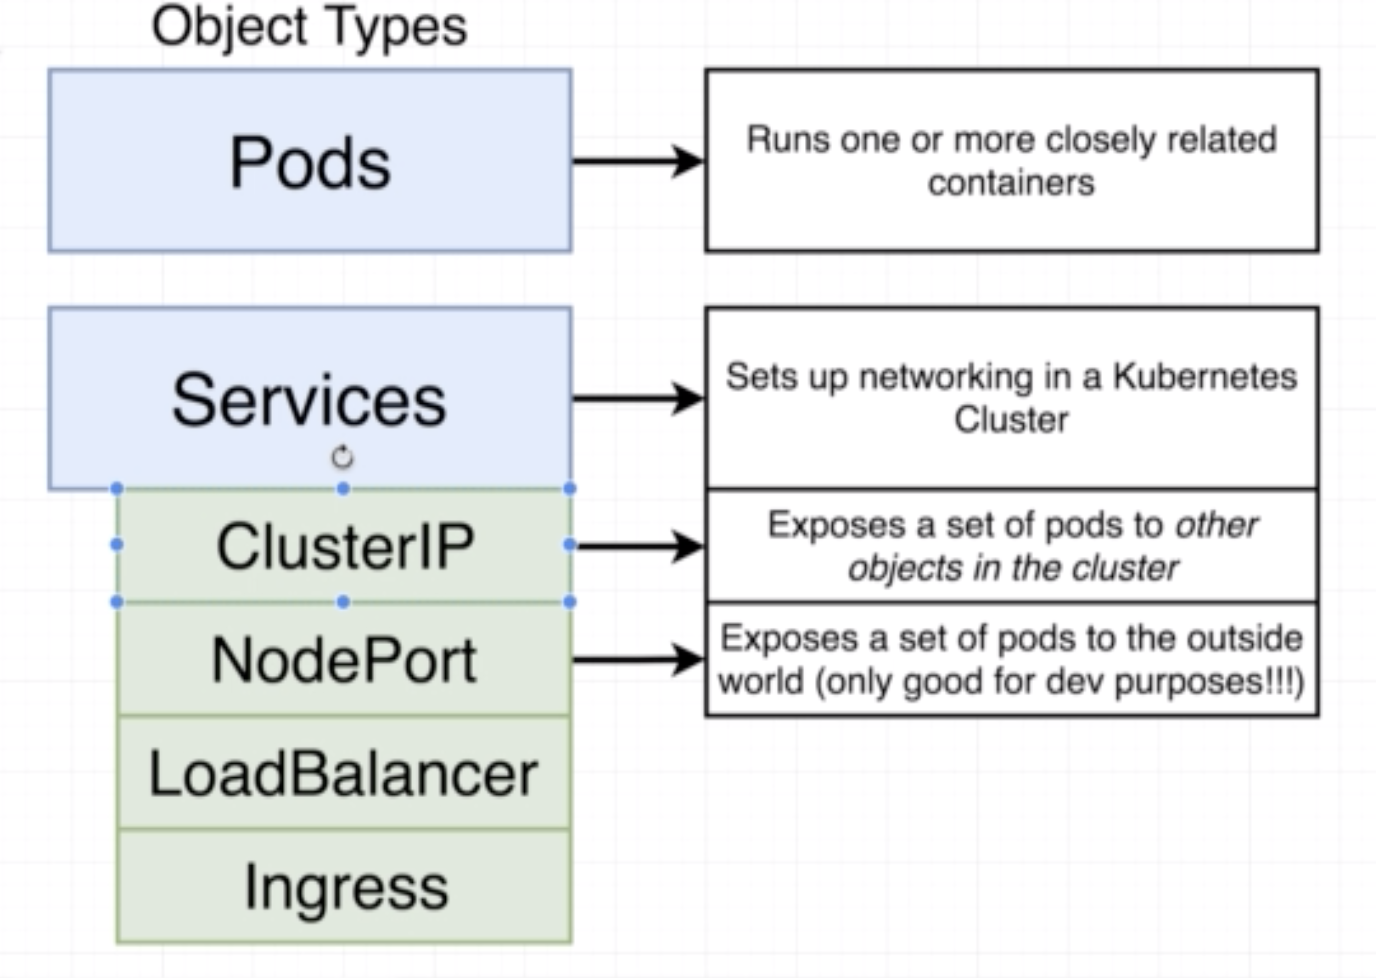 Object Types
Pods
Runs one or more closely related
containers
Services
Sets up networking in a Kubernetes
Cluster
ClusterIP
Exposes a set of pods to other
objects in the cluster
NodePort
Exposes a set of pods to the outside
world (only good for dev purposes!!!)
LoadBalancer
Ingress